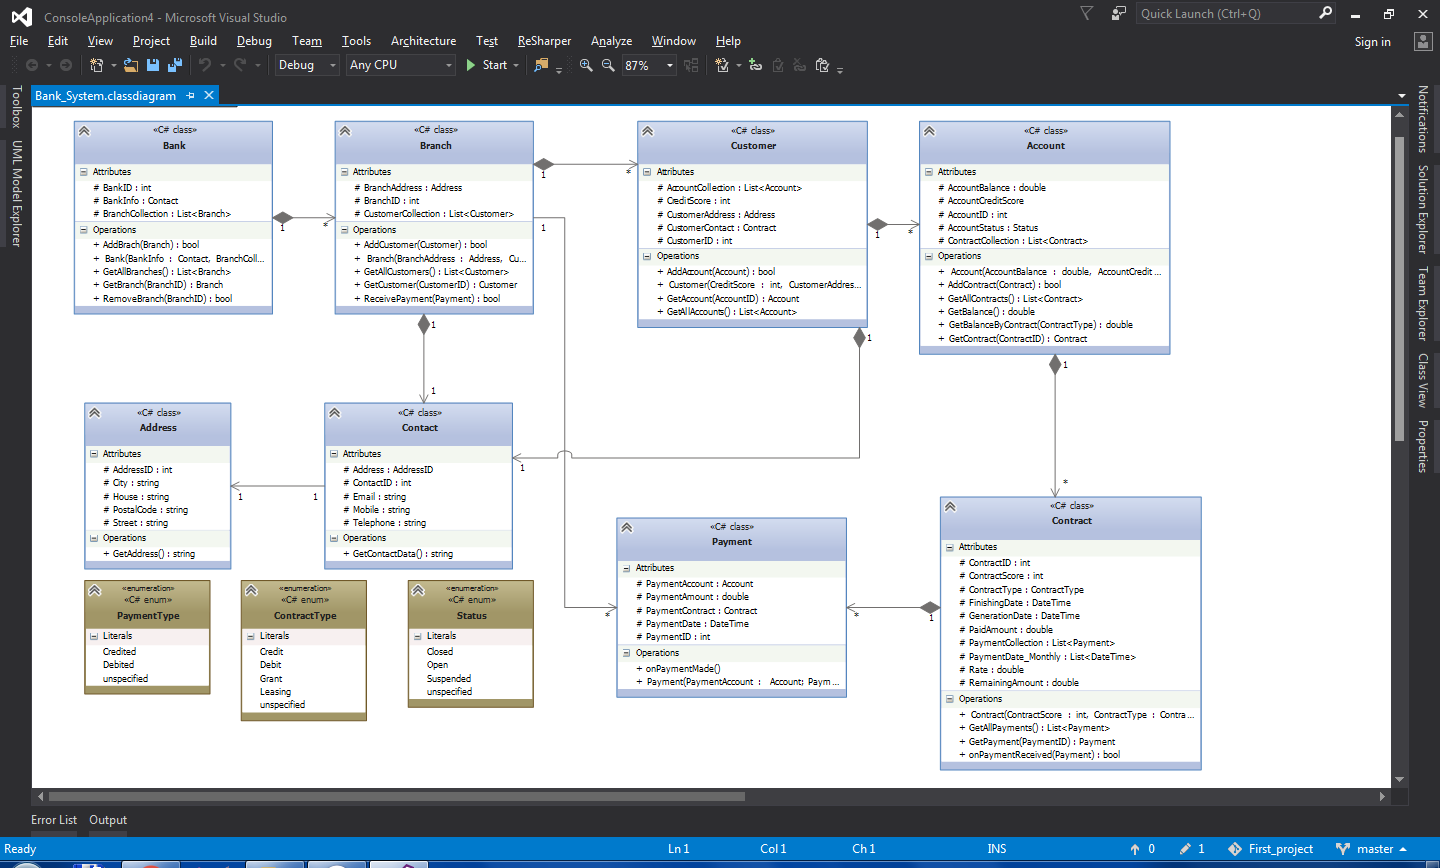 ConsoleApplication4 - Microsoft Visual Studio
Quick Launch (Ctrl+Q)
File Edit View Project Build Debug Team Tools Architecture Test ReSharper Analyze Window Help
Sign in
Debug Any CPU Start 87%
Bank_System.classdiagram
Toolbox
UML Model Explorer
Notifications
Solution Explorer
Team Explorer
Class View
Properties
«C# class»
Bank
Attributes
# BankID : int
# BankInfo : Contact
# BranchCollection : List<Branch>
Operations
+ AddBrach(Branch) : bool
+ Bank(BankInfo : Contact, BranchColl...
+ GetAllBranches() : List<Branch>
+ GetBranch(BranchID) : Branch
+ RemoveBranch(BranchID) : bool
1
*
«C# class»
Branch
Attributes
# BranchAddress : Address
# BranchID : int
# CustomerCollection : List<Customer>
Operations
+ AddCustomer(Customer) : bool
+ Branch(BranchAddress : Address, Cu...
+ GetAllCustomers() : List<Customer>
+ GetCustomer(CustomerID) : Customer
+ ReceivePayment(Payment) : bool
1
*
1
1
1
«C# class»
Customer
Attributes
# AccountCollection : List<Account>
# CreditScore : int
# CustomerAddress : Address
# CustomerContact : Contract
# CustomerID : int
Operations
+ AddAccount(Account) : bool
+ Customer(CreditScore : int, CustomerAddres...
+ GetAccount(AccountID) : Account
+ GetAllAccounts() : List<Account>
1
*
1
«C# class»
Account
Attributes
# AccountBalance : double
# AccountCreditScore
# AccountID : int
# AccountStatus : Status
# ContractCollection : List<Contract>
Operations
+ Account(AccountBalance : double, AccountCredit ...
+ AddContract(Contract) : bool
+ GetAllContracts() : List<Contract>
+ GetBalance() : double
+ GetBalanceByContract(ContractType) : double
+ GetContract(ContractID) : Contract
1
*
«C# class»
Address
Attributes
# AddressID : int
# City : string
# House : string
# PostalCode : string
# Street : string
Operations
+ GetAddress() : string
1
1
«C# class»
Contact
Attributes
# Address : AddressID
# ContactID : int
# Email : string
# Mobile : string
# Telephone : string
Operations
+ GetContactData() : string
1
«C# class»
Payment
Attributes
# PaymentAccount : Account
# PaymentAmount : double
# PaymentContract : Contract
# PaymentDate : DateTime
# PaymentID : int
Operations
+ onPaymentMade()
+ Payment(PaymentAccount : Account; Paym ...
*
*
1
«C# class»
Contract
Attributes
# ContractID : int
# ContractScore : int
# ContractType : ContractType
# FinishingDate : DateTime
# GenerationDate : DateTime
# PaidAmount : double
# PaymentCollection : List<Payment>
# PaymentDate_Monthly : List<DateTime>
# Rate : double
# RemainingAmount : double
Operations
+ Contract(ContractScore : int, ContractType : Contra...
+ GetAllPayments() : List<Payment>
+ GetPayment(PaymentID) : Payment
+ onPaymentReceived(Payment) : bool
«enumeration»
«C# enum»
PaymentType
Literals
Credited
Debited
unspecified
«enumeration»
«C# enum»
ContractType
Literals
Credit
Debit
Grant
Leasing
unspecified
«enumeration»
«C# enum»
Status
Literals
Closed
Open
Suspended
unspecified
Error List Output
Ready Ln 1 Col 1 Ch 1 INS 0 1 First_project master